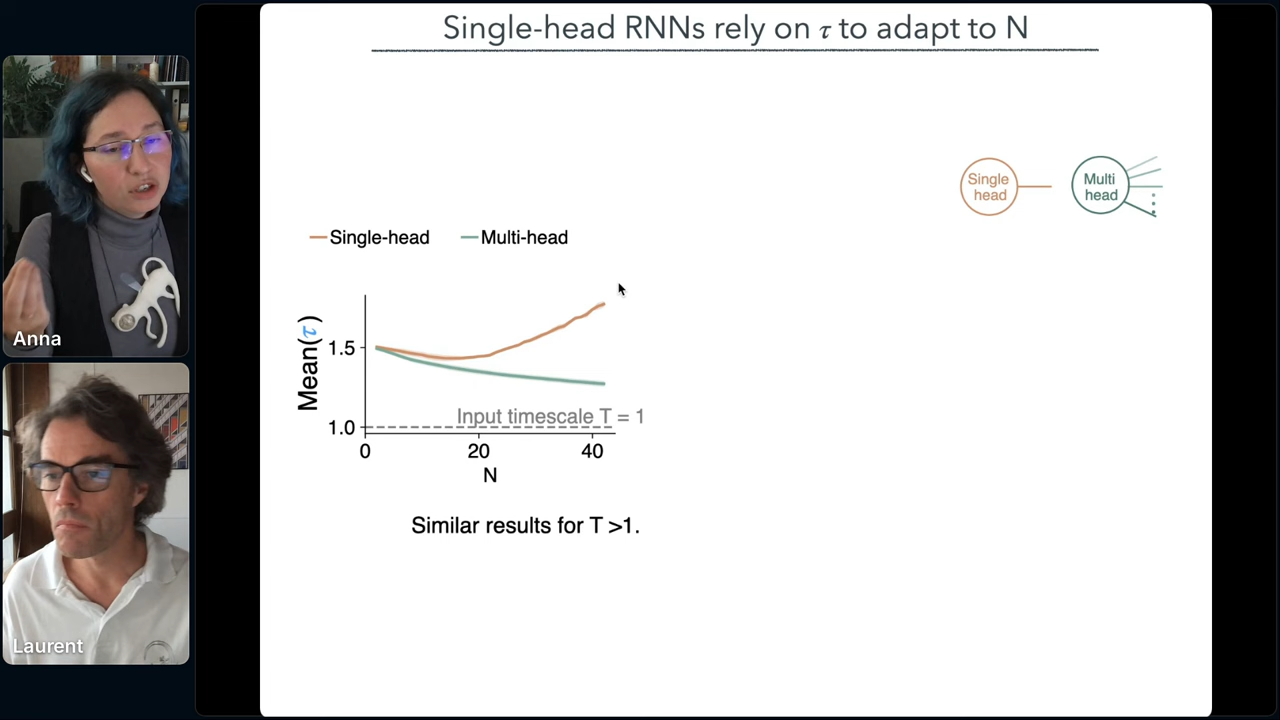 Single-head RNNs rely on τ to adapt to N
Single
head
Multi
head
Single-head
Multi-head
Mean(τ)
1.5
1.0
Input timescale T = 1
0
20
40
N
Similar results for T >1.
Anna
Laurent